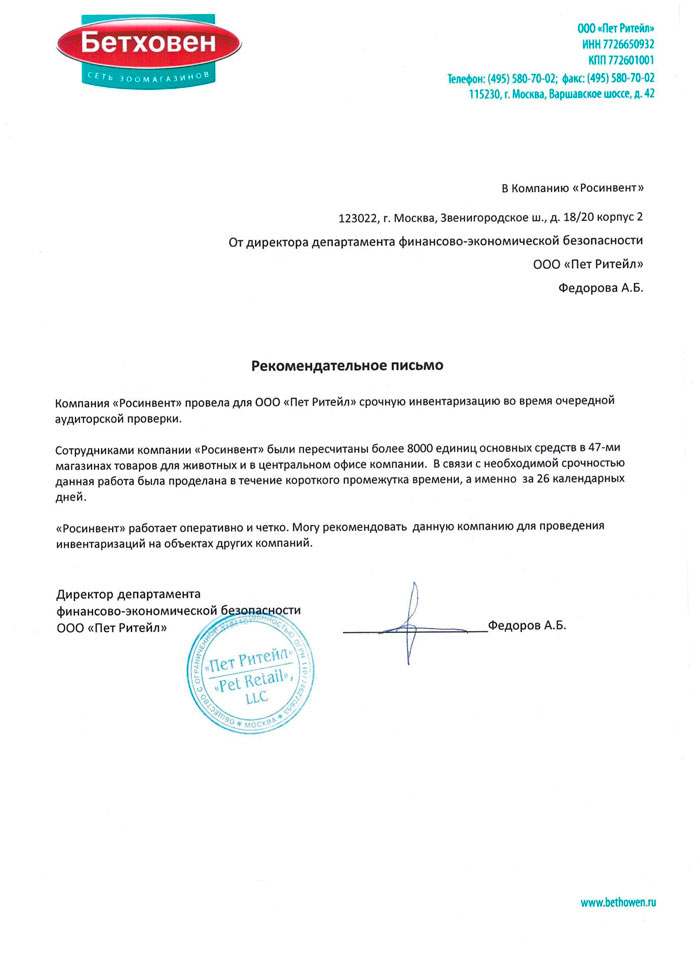 Бетховен
СЕТЬ ЗООМАГАЗИНОВ
ООО «Пет Ритейл»
ИНН 7726650932
КПП 772601001
Телефон: (495) 580-70-02; факс: (495) 580-70-02
115230, г. Москва, Варшавское шоссе, д. 42
В Компанию «Росинвент»
123022, г. Москва, Звенигородское ш., д. 18/20 корпус 2
От директора департамента финансово-экономической безопасности
ООО «Пет Ритейл»
Федорова А.Б.
Рекомендательное письмо
Компания «Росинвент» провела для ООО «Пет Ритейл» срочную инвентаризацию во время очередной
аудиторской проверки.
Сотрудниками компании «Росинвент» были пересчитаны более 8000 единиц основных средств в 47-ми
магазинах товаров для животных и в центральном офисе компании. В связи с необходимой срочностью
данная работа была проделана в течение короткого промежутка времени, а именно за 26 календарных
дней.
«Росинвент» работает оперативно и четко. Могу рекомендовать данную компанию для проведения
инвентаризаций на объектах других компаний.
Директор департамента
финансово-экономической безопасности
ООО «Пет Ритейл»
Федоров А.Б.
ОБЩЕСТВО С ОГРАНИЧЕННОЙ ОТВЕТСТВЕННОСТЬЮ ОГРН
МОСКВА
«Пет Ритейл»
«Pet Retail»,
LLC
www.bethowen.ru